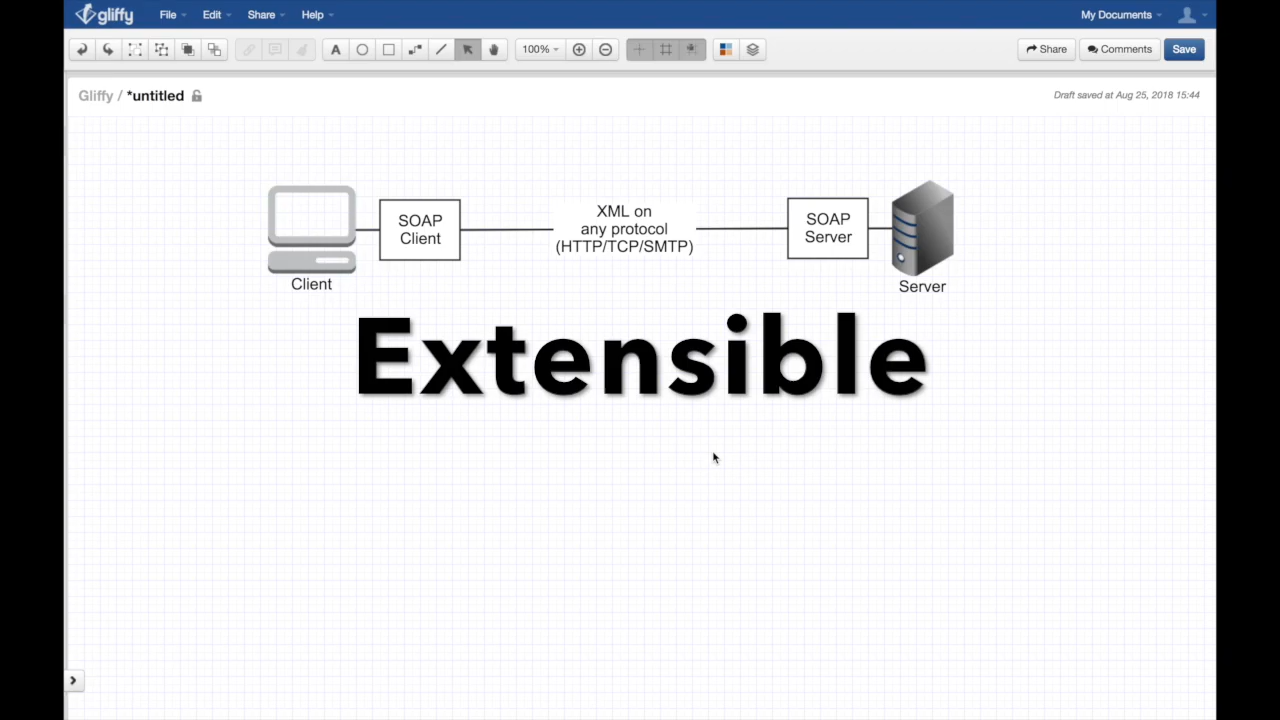 gliffy File Edit Share Help My Documents
A 100% Share Comments Save
Gliffy / *untitled Draft saved at Aug 25, 2018 15:44
SOAP
Client
XML on
any protocol
(HTTP/TCP/SMTP)
SOAP
Server
Client
Server
Extensible